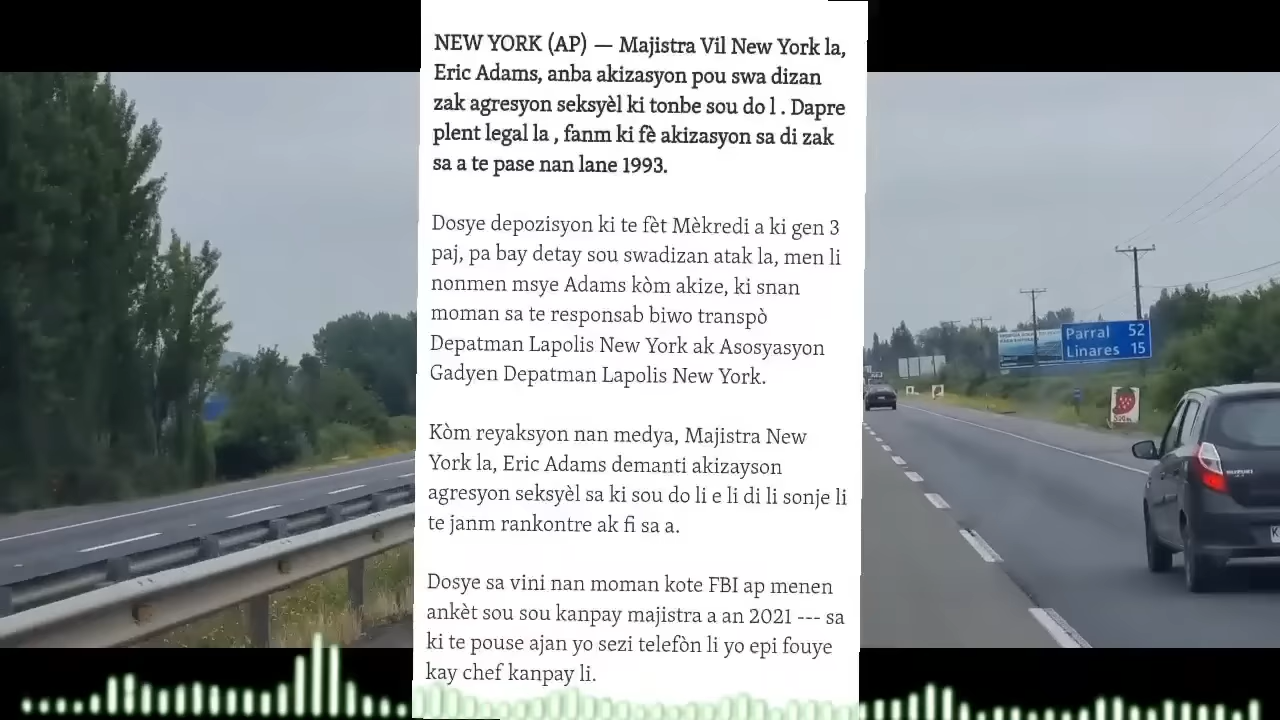 NEW YORK (AP) — Majistra Vil New York la,
Eric Adams, anba akizasyon pou swa dizan
zak agresyon seksyèl ki tonbe sou do l . Dapre
plent legal la , fanm ki fè akizasyon sa di zak
sa a te pase nan lane 1993.
Dosye depozisyon ki te fèt Mèkredi a ki gen 3
paj, pa bay detay sou swadizan atak la, men li
nonmen msye Adams kòm akize, ki snan
moman sa te responsab biwo transpò
Depatman Lapolis New York ak Asosyasyon
Gadyen Depatman Lapolis New York.
Kòm reyaksyon nan medya, Majistra New
York la, Eric Adams demanti akizayson
agresyon seksyèl sa ki sou do li e li di li sonje li
te janm rankontre ak fi sa a.
Dosye sa vini nan moman kote FBI ap menen
ankèt sou sou kanpay majistra a an 2021 --- sa
ki te pouse ajan yo sezi telefòn li yo epi fouye
kay chef kanpay li.
Parral 52
Linares 15
500m
SUZUKI